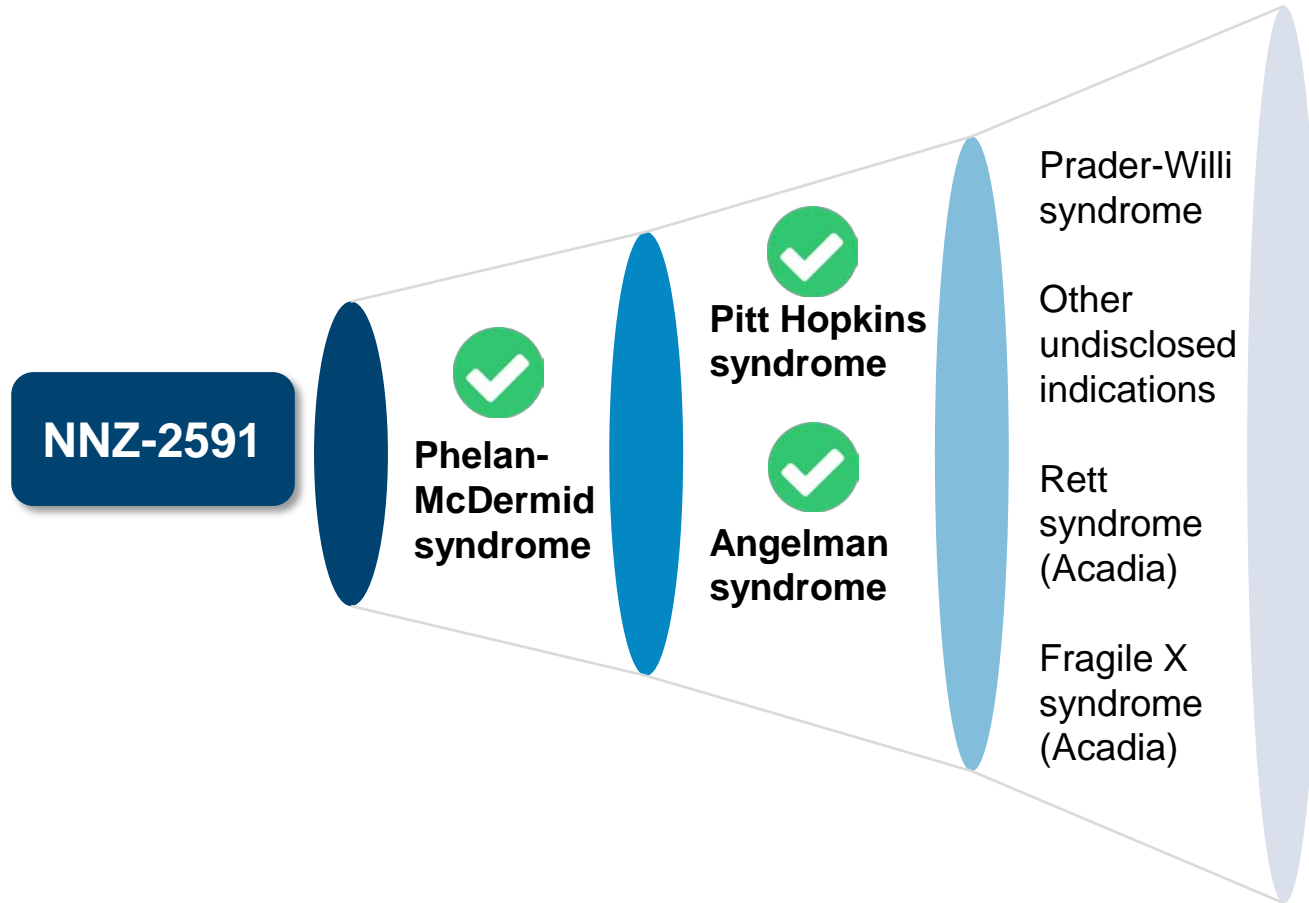 NNZ-2591
Phelan-
McDermid
syndrome
Pitt Hopkins
syndrome
Angelman
syndrome
Prader-Willi
syndrome
Other
undisclosed
indications
Rett
syndrome
(Acadia)
Fragile X
syndrome
(Acadia)